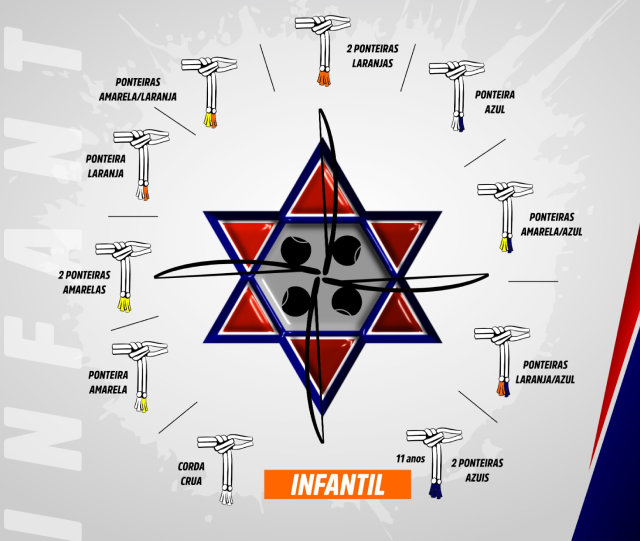 INFANT
2 PONTEIRAS
LARANJAS
PONTEIRAS
AMARELA/LARANJA
PONTEIRA
AZUL
PONTEIRA
LARANJA
PONTEIRAS
AMARELA/AZUL
2 PONTEIRAS
AMARELAS
PONTEIRAS
LARANJA/AZUL
PONTEIRA
AMARELA
11 anos
2 PONTEIRAS
AZUIS
CORDA
CRUA
INFANTIL